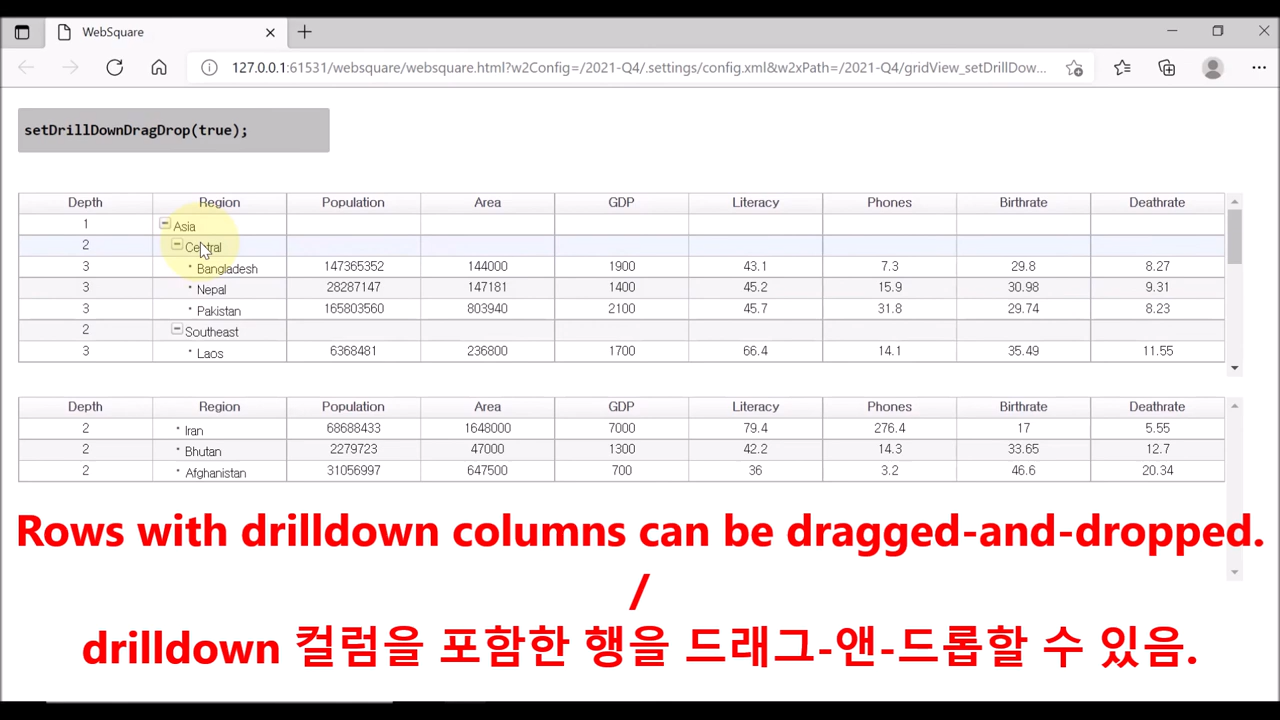 WebSquare
127.0.0.1:61531/websquare/websquare.html?w2Config=/2021-Q4/.settings/config.xml&w2xPath=/2021-Q4/gridView_setDrillDow...
setDrillDownDragDrop(true);
Depth Region Population Area GDP Literacy Phones Birthrate Deathrate
1 Asia
2 Central
3 Bangladesh 147365352 144000 1900 43.1 7.3 29.8 8.27
3 Nepal 28287147 147181 1400 45.2 15.9 30.98 9.31
3 Pakistan 165803560 803940 2100 45.7 31.8 29.74 8.23
2 Southeast
3 Laos 6368481 236800 1700 66.4 14.1 35.49 11.55
Depth Region Population Area GDP Literacy Phones Birthrate Deathrate
2 Iran 68688433 1648000 7000 79.4 276.4 17 5.55
2 Bhutan 2279723 47000 1300 42.2 14.3 33.65 12.7
2 Afghanistan 31056997 647500 700 36 3.2 46.6 20.34
Rows with drilldown columns can be dragged-and-dropped.
/
drilldown 컬럼을 포함한 행을 드래그-앤-드롭할 수 있음.